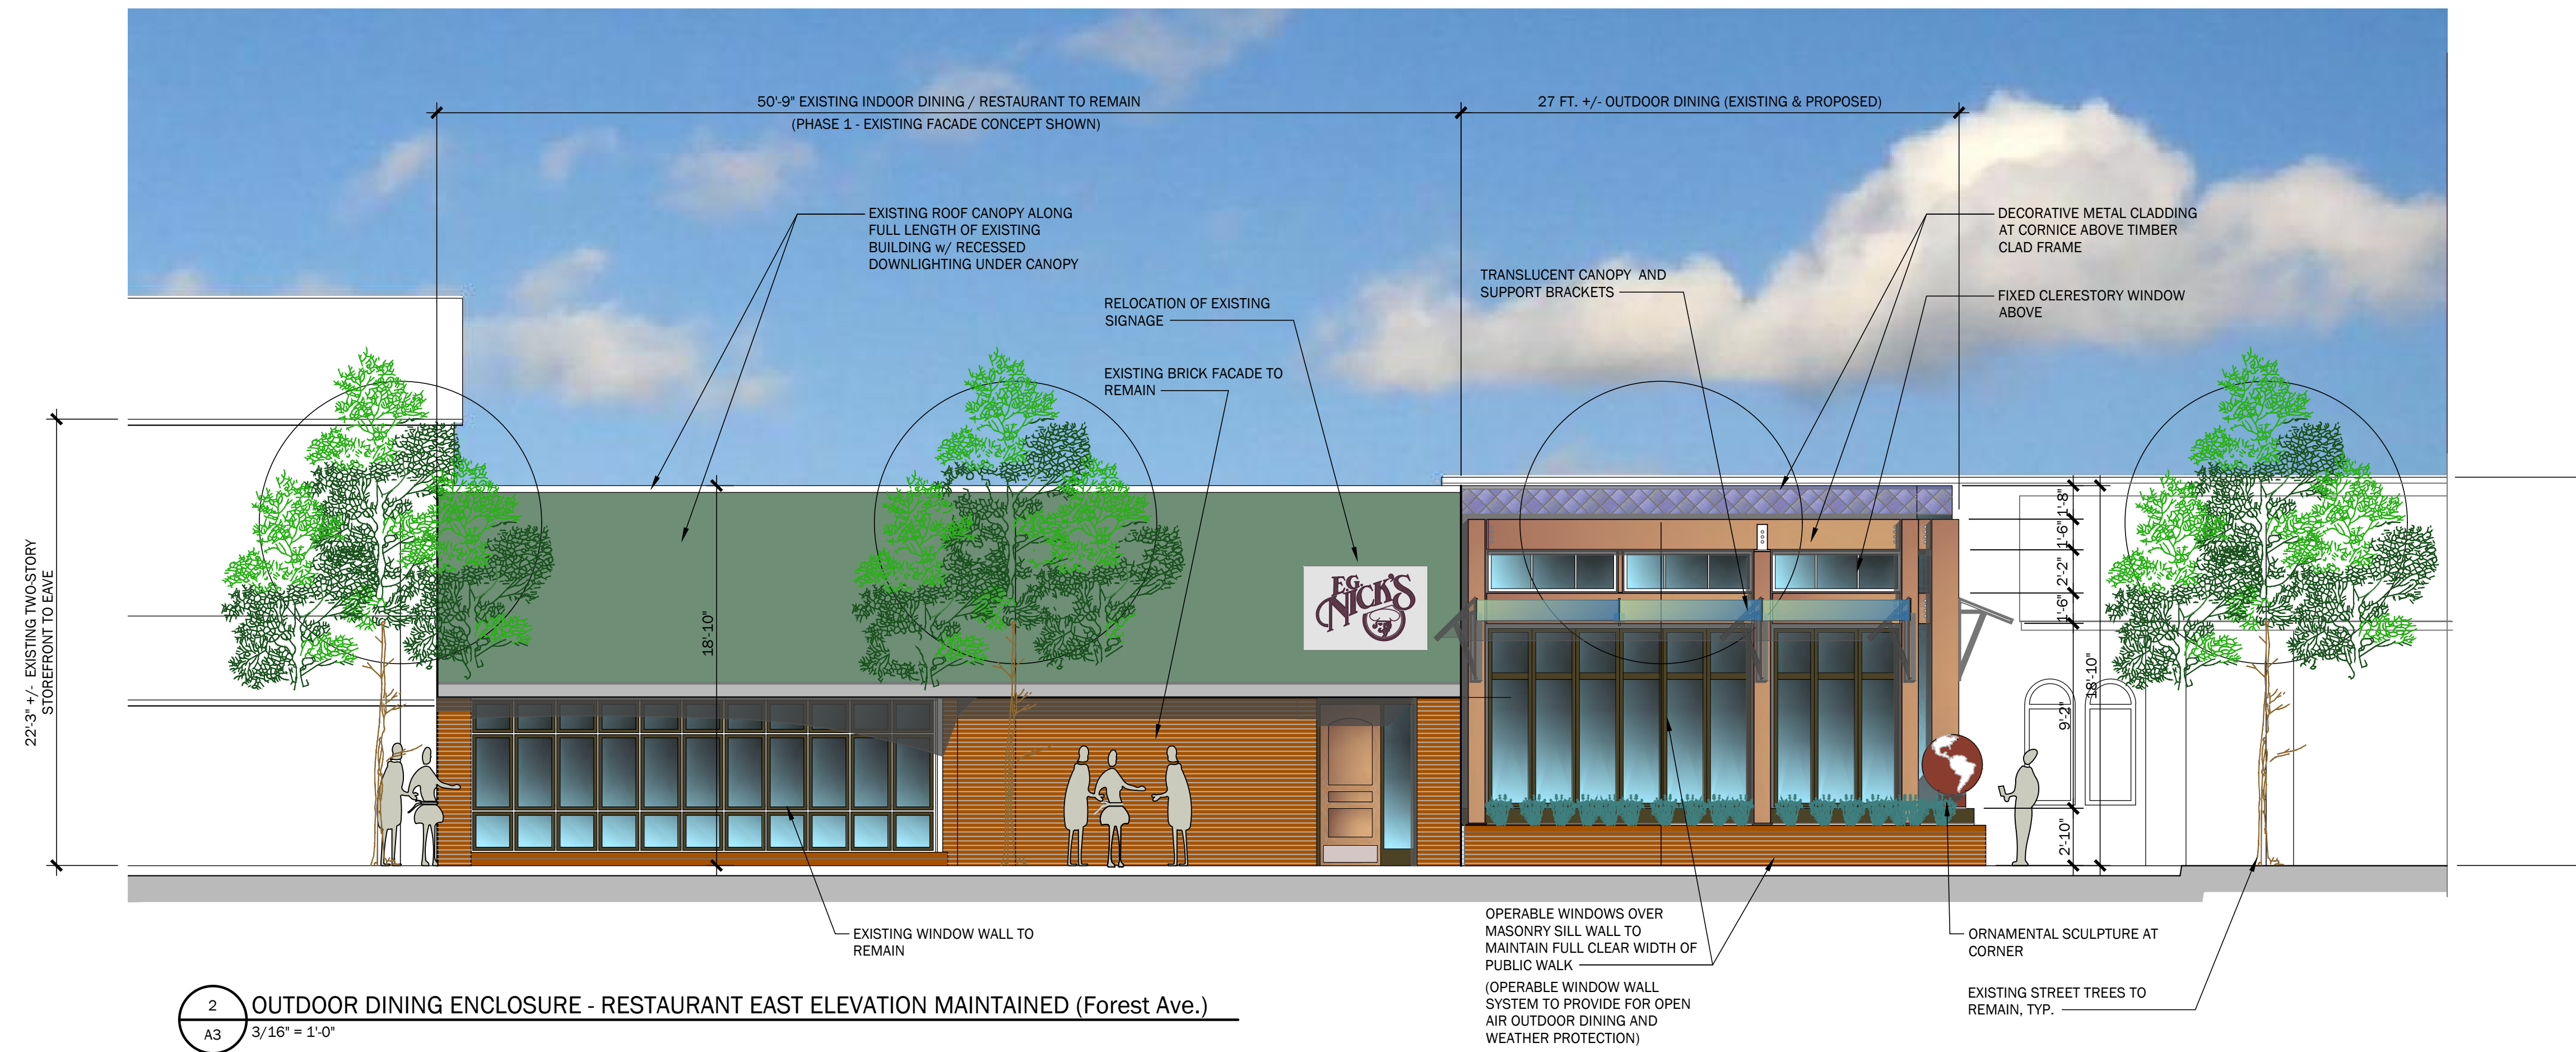 50'-9" EXISTING INDOOR DINING / RESTAURANT TO REMAIN
(PHASE 1 - EXISTING FACADE CONCEPT SHOWN)
27 FT. +/- OUTDOOR DINING (EXISTING & PROPOSED)
EXISTING ROOF CANOPY ALONG
FULL LENGTH OF EXISTING
BUILDING w/ RECESSED
DOWNLIGHTING UNDER CANOPY
RELOCATION OF EXISTING
SIGNAGE
EXISTING BRICK FACADE TO
REMAIN
TRANSLUCENT CANOPY AND
SUPPORT BRACKETS
DECORATIVE METAL CLADDING
AT CORNICE ABOVE TIMBER
CLAD FRAME
FIXED CLERESTORY WINDOW
ABOVE
22'-3" +/- EXISTING TWO-STORY
STOREFRONT TO EAVE
18'-10"
E.G.
NICK'S
1'-8"
1'-6"
2'-2"
1'-6"
9'-2"
2'-10"
18'-10"
EXISTING WINDOW WALL TO
REMAIN
OPERABLE WINDOWS OVER
MASONRY SILL WALL TO
MAINTAIN FULL CLEAR WIDTH OF
PUBLIC WALK
(OPERABLE WINDOW WALL
SYSTEM TO PROVIDE FOR OPEN
AIR OUTDOOR DINING AND
WEATHER PROTECTION)
ORNAMENTAL SCULPTURE AT
CORNER
EXISTING STREET TREES TO
REMAIN, TYP.
2
A3
OUTDOOR DINING ENCLOSURE - RESTAURANT EAST ELEVATION MAINTAINED (Forest Ave.)
3/16" = 1'-0"